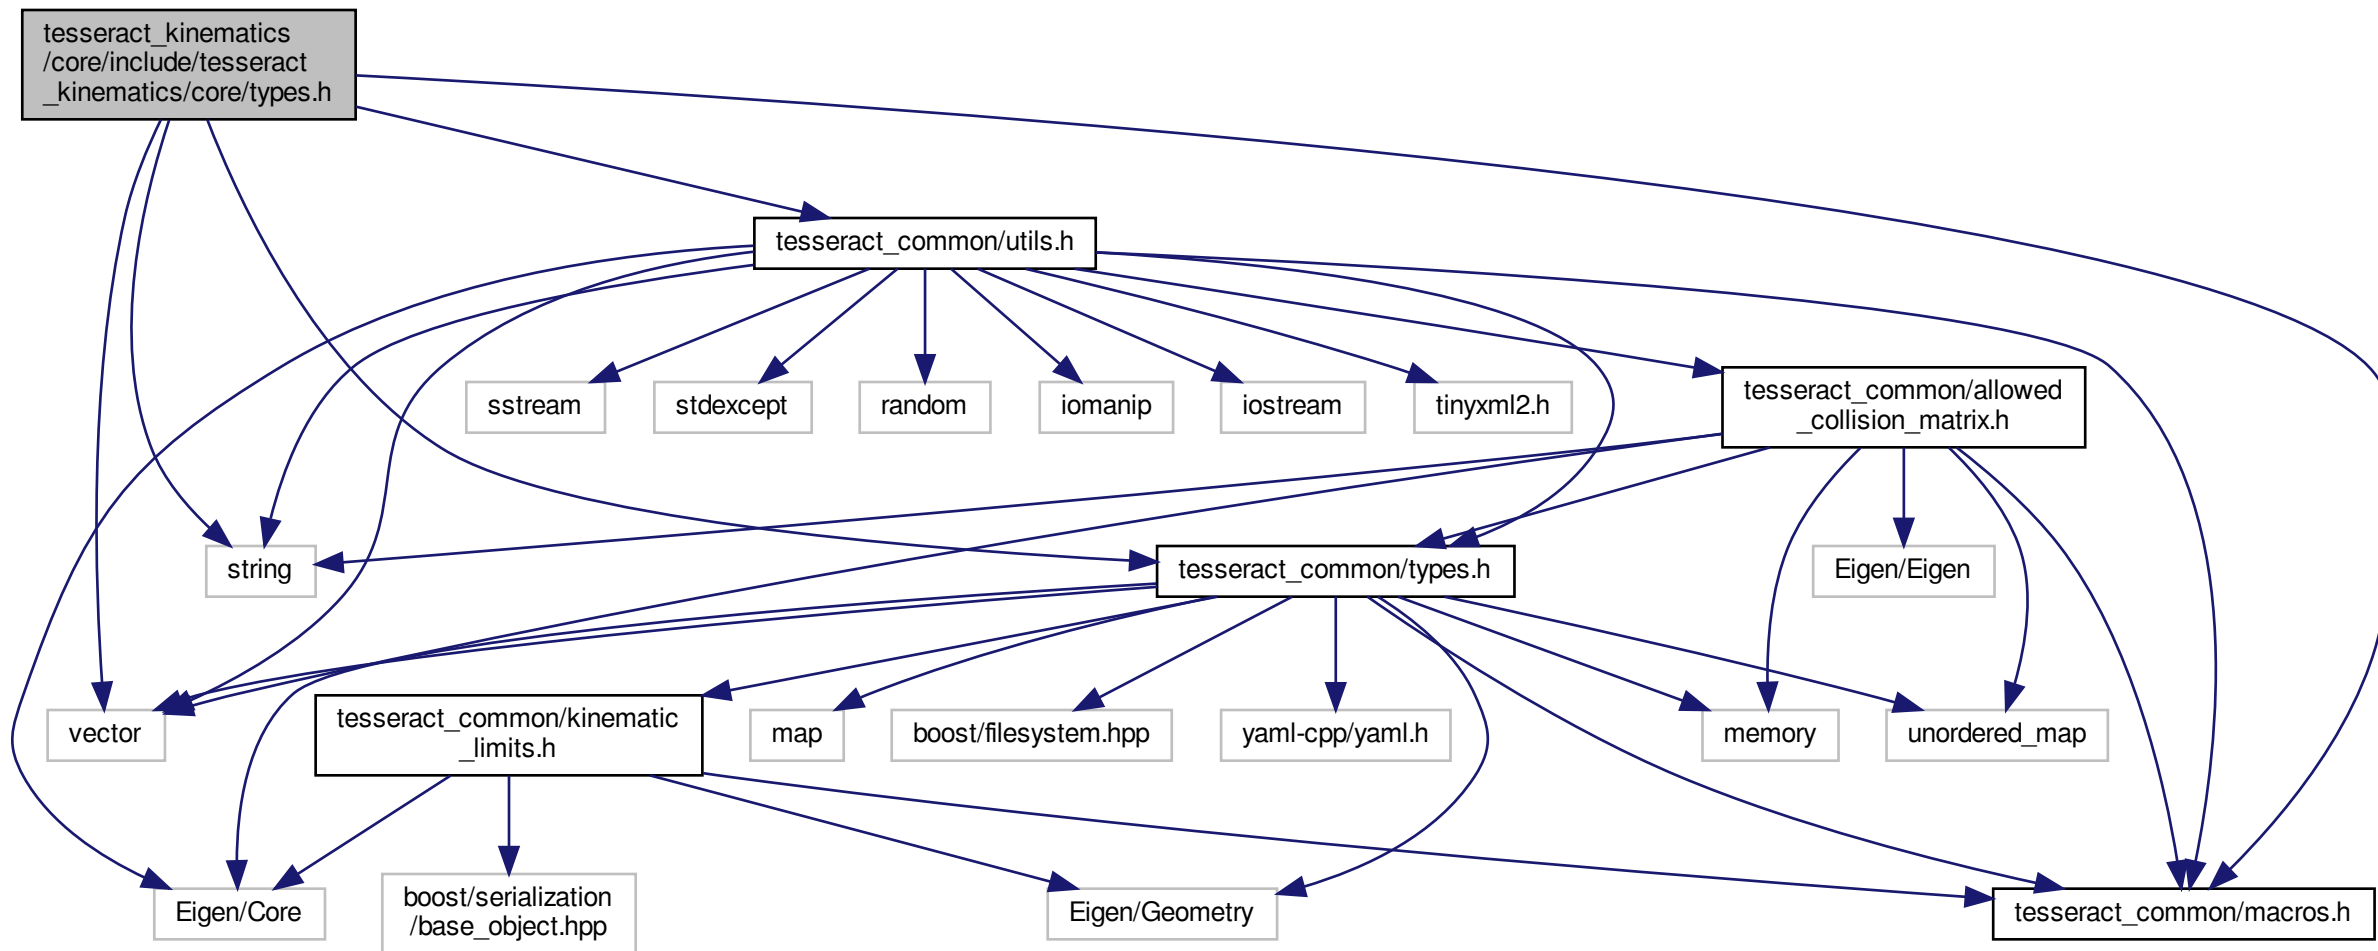 tesseract_kinematics
/core/include/tesseract
_kinematics/core/types.h
tesseract_common/utils.h
sstream
stdexcept
random
iomanip
iostream
tinyxml2.h
tesseract_common/allowed
_collision_matrix.h
string
tesseract_common/types.h
Eigen/Eigen
vector
tesseract_common/kinematic
_limits.h
map
boost/filesystem.hpp
yaml-cpp/yaml.h
memory
unordered_map
Eigen/Core
boost/serialization
/base_object.hpp
Eigen/Geometry
tesseract_common/macros.h